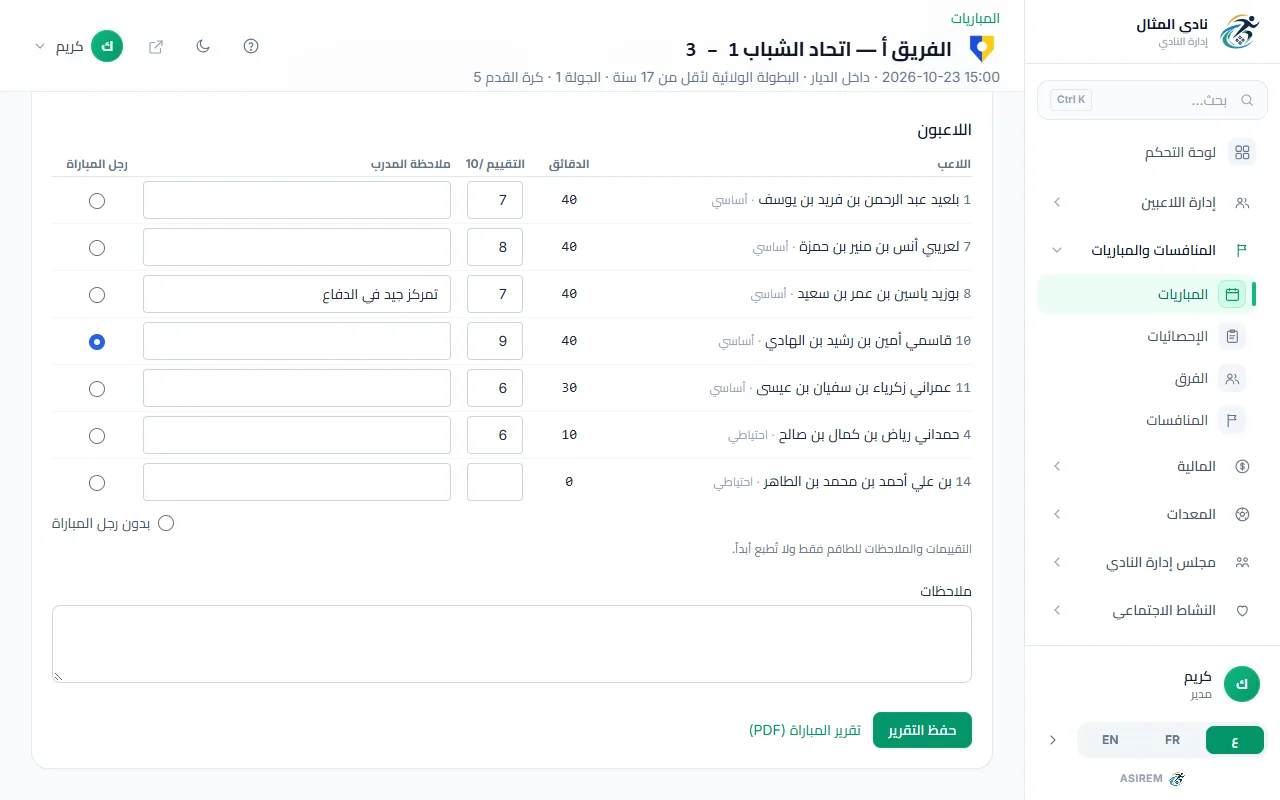 نادي المثال
إدارة النادي
بحث...
Ctrl K
لوحة التحكم
إدارة اللاعبين
المنافسات والمباريات
المباريات
الإحصائيات
الفرق
المنافسات
المالية
المعدات
مجلس إدارة النادي
النشاط الاجتماعي
ك
كريم
مدير
ع
FR
EN
ASIREM
المباريات
الفريق أ — اتحاد الشباب 1 – 3
15:00 2026-10-23 · داخل الديار · البطولة الولائية لأقل من 17 سنة · الجولة 1 · كرة القدم 5
ك
كريم
اللاعبون
اللاعب الدقائق التقييم /10 ملاحظة المدرب رجل المباراة
1 بلعيد عبد الرحمن بن فريد بن يوسف · أساسي 40 7
7 لعريبي أنس بن منير بن حمزة · أساسي 40 8
8 بوزيد ياسين بن عمر بن سعيد · أساسي 40 7 تمركز جيد في الدفاع
10 قاسمي أمين بن رشيد بن الهادي · أساسي 40 9
11 عمراني زكرياء بن سفيان بن عيسى · أساسي 30 6
4 حمداني رياض بن كمال بن صالح · احتياطي 10 6
14 بن علي أحمد بن محمد بن الطاهر · احتياطي 0
بدون رجل المباراة
التقييمات والملاحظات للطاقم فقط ولا تُطبع أبداً.
ملاحظات
حفظ التقرير
تقرير المباراة (PDF)